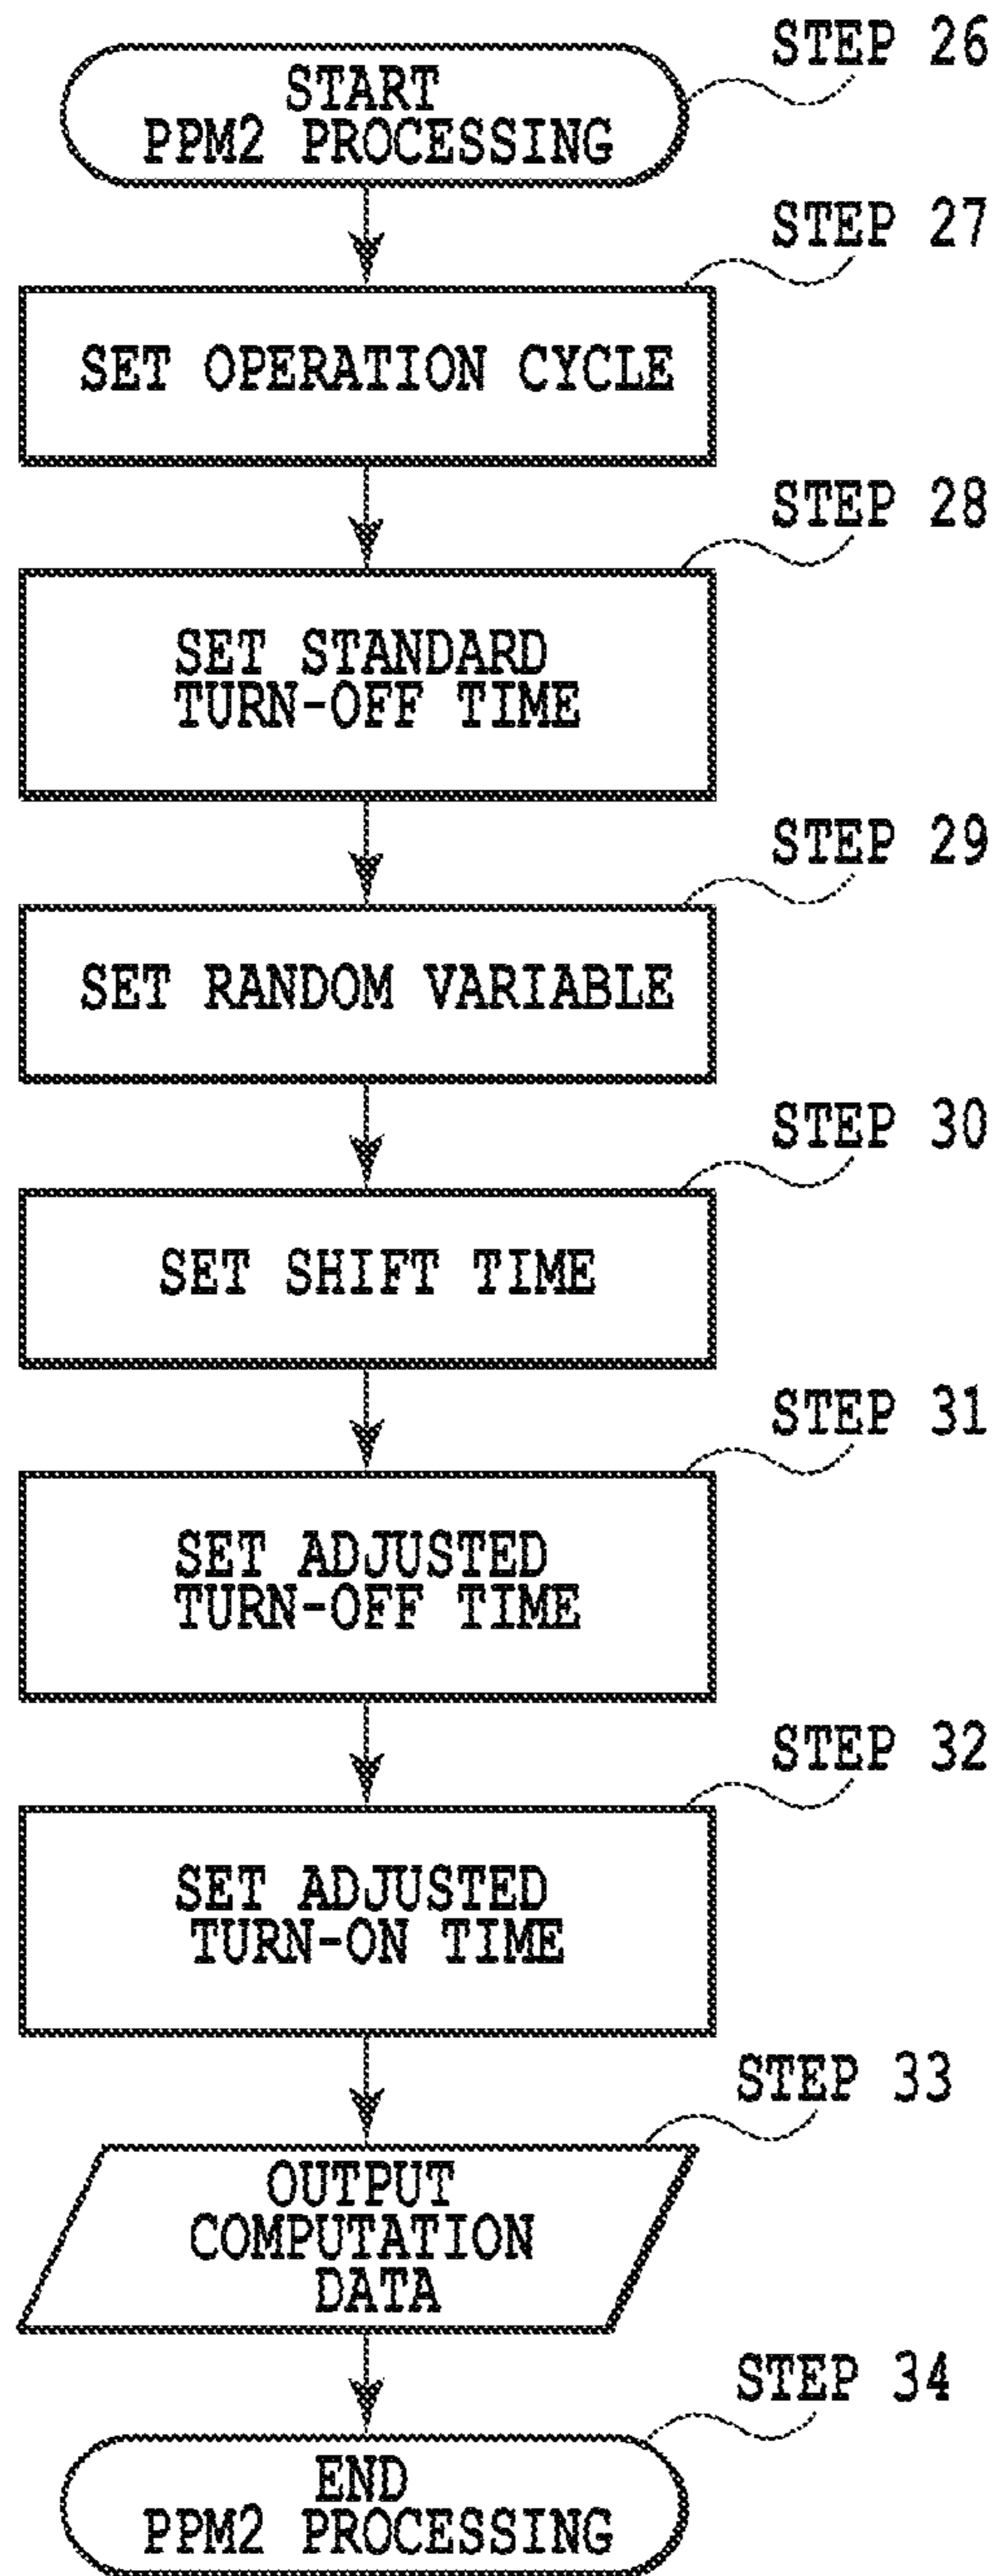 STEP 26
START
PPM2 PROCESSING
STEP 27
SET OPERATION CYCLE
STEP 28
SET STANDARD
TURN-OFF TIME
STEP 29
SET RANDOM VARIABLE
STEP 30
SET SHIFT TIME
STEP 31
SET ADJUSTED
TURN-OFF TIME
STEP 32
SET ADJUSTED
TURN-ON TIME
STEP 33
OUTPUT
COMPUTATION
DATA
STEP 34
END
PPM2 PROCESSING